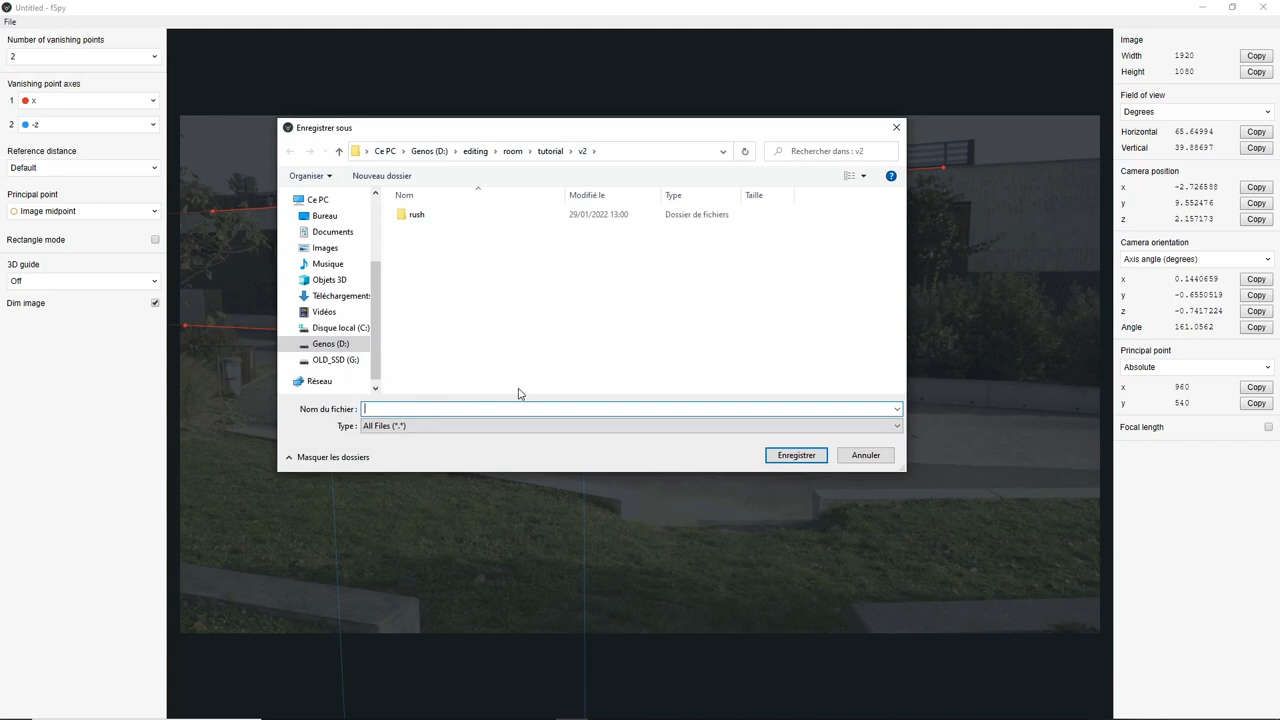 Untitled - fSpy
File
Number of vanishing points
2
Vanishing point axes
1 x
2 -z
Reference distance
Default
Principal point
Image midpoint
Rectangle mode
3D guide
Off
Dim image
Enregistrer sous
Ce PC > Genos (D:) > editing > room > tutorial > v2 >
Rechercher dans : v2
Organiser
Nouveau dossier
Nom
Modifié le
Type
Taille
rush
29/01/2022 13:00
Dossier de fichiers
Ce PC
Bureau
Documents
Images
Musique
Objets 3D
Téléchargements
Vidéos
Disque local (C:)
Genos (D:)
OLD_SSD (G:)
Réseau
Nom du fichier :
Type : All Files (*.*)
Masquer les dossiers
Enregistrer
Annuler
Image
Width 1920 Copy
Height 1080 Copy
Field of view
Degrees
Horizontal 65.64994 Copy
Vertical 39.88697 Copy
Camera position
x -2.726588 Copy
y 9.552476 Copy
z 2.157173 Copy
Camera orientation
Axis angle (degrees)
x 0.1440659 Copy
y -0.6550519 Copy
z -0.7417224 Copy
Angle 161.0562 Copy
Principal point
Absolute
x 960 Copy
y 540 Copy
Focal length